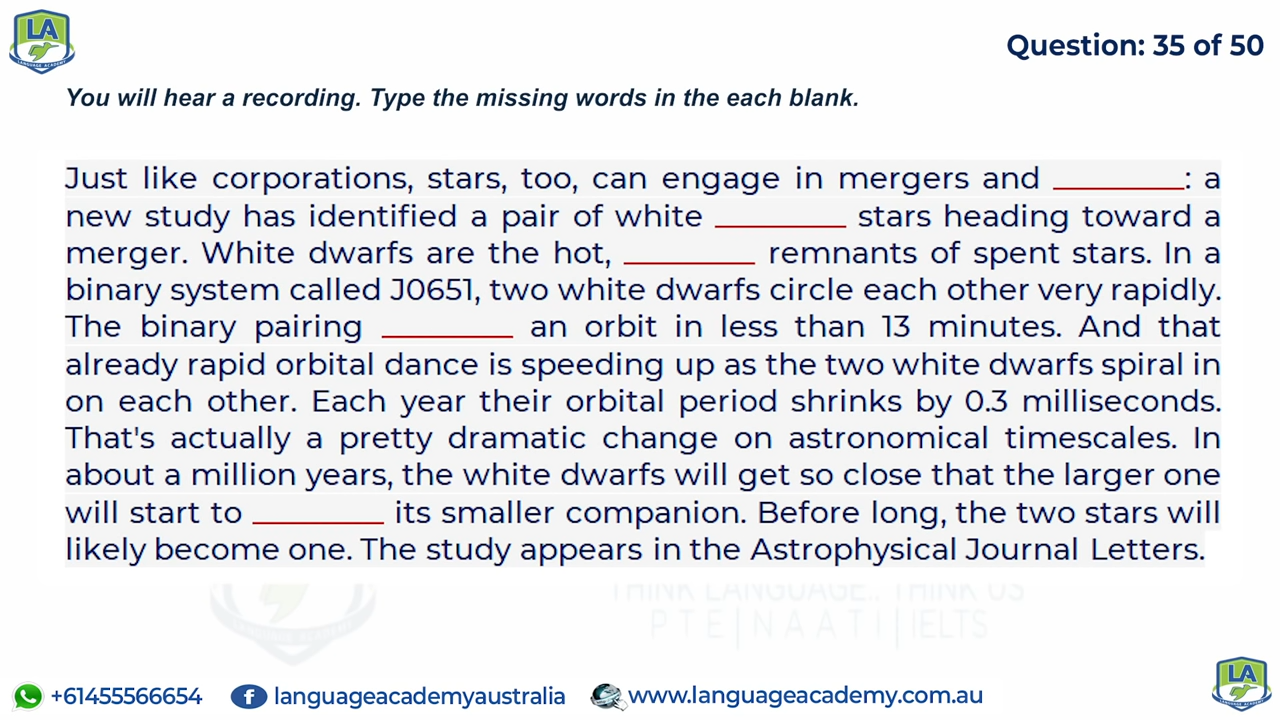 LA
LANGUAGE ACADEMY
Question: 35 of 50
You will hear a recording. Type the missing words in the each blank.
Just like corporations, stars, too, can engage in mergers and ________: a
new study has identified a pair of white ________ stars heading toward a
merger. White dwarfs are the hot, ________ remnants of spent stars. In a
binary system called J0651, two white dwarfs circle each other very rapidly.
The binary pairing ________ an orbit in less than 13 minutes. And that
already rapid orbital dance is speeding up as the two white dwarfs spiral in
on each other. Each year their orbital period shrinks by 0.3 milliseconds.
That's actually a pretty dramatic change on astronomical timescales. In
about a million years, the white dwarfs will get so close that the larger one
will start to ________ its smaller companion. Before long, the two stars will
likely become one. The study appears in the Astrophysical Journal Letters.
LANGUAGE ACADEMY
THINK LANGUAGE.. THINK US
PTE|NAATI|IELTS
+61455566654
languageacademyaustralia
www.languageacademy.com.au
LA
LANGUAGE ACADEMY